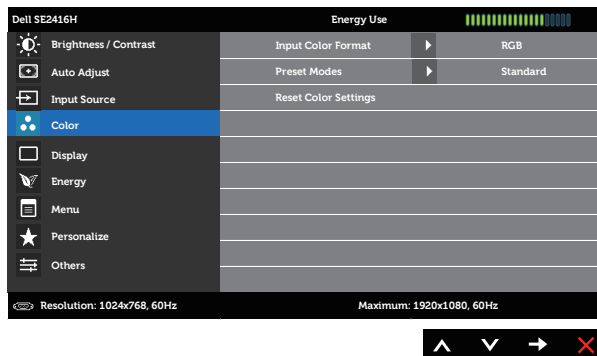 Dell SE2416H Energy Use
Brightness / Contrast Input Color Format RGB
Auto Adjust Preset Modes Standard
Input Source Reset Color Settings
Color
Display
Energy
Menu
Personalize
Others
Resolution: 1024x768, 60Hz Maximum: 1920x1080, 60Hz